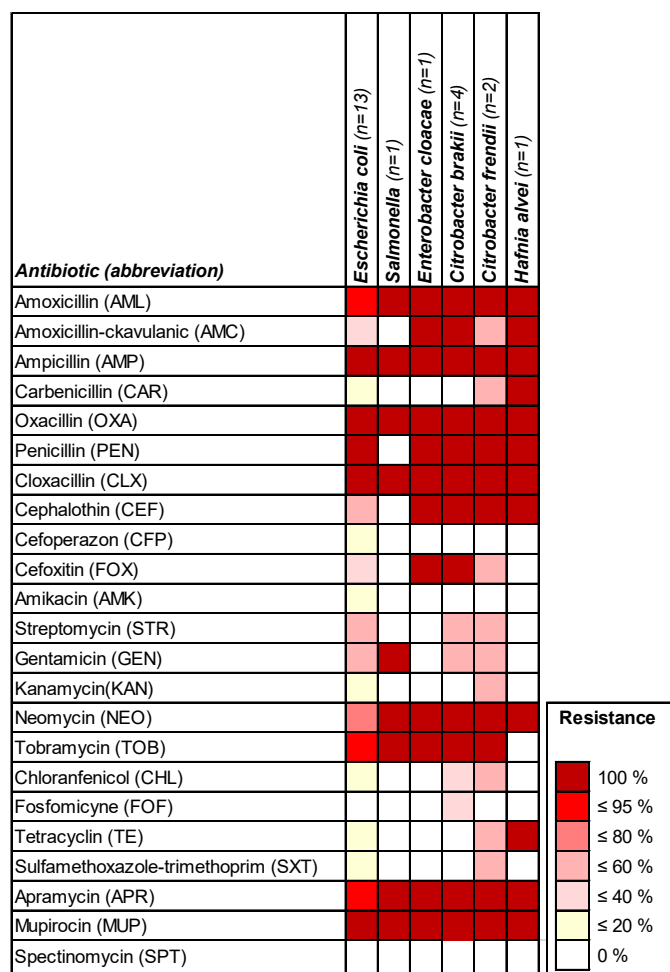 Antibiotic (abbreviation)
Escherichia coli (n=13)
Salmonella (n=1)
Enterobacter cloacae (n=1)
Citrobacter brakii (n=4)
Citrobacter frendii (n=2)
Hafnia alvei (n=1)
Amoxicillin (AML)
Amoxicillin-ckavulanic (AMC)
Ampicillin (AMP)
Carbenicillin (CAR)
Oxacillin (OXA)
Penicillin (PEN)
Cloxacillin (CLX)
Cephalothin (CEF)
Cefoperazon (CFP)
Cefoxitin (FOX)
Amikacin (AMK)
Streptomycin (STR)
Gentamicin (GEN)
Kanamycin(KAN)
Neomycin (NEO)
Tobramycin (TOB)
Chloranfenicol (CHL)
Fosfomicyne (FOF)
Tetracyclin (TE)
Sulfamethoxazole-trimethoprim (SXT)
Apramycin (APR)
Mupirocin (MUP)
Spectinomycin (SPT)
Resistance
100 %
≤ 95 %
≤ 80 %
≤ 60 %
≤ 40 %
≤ 20 %
0 %